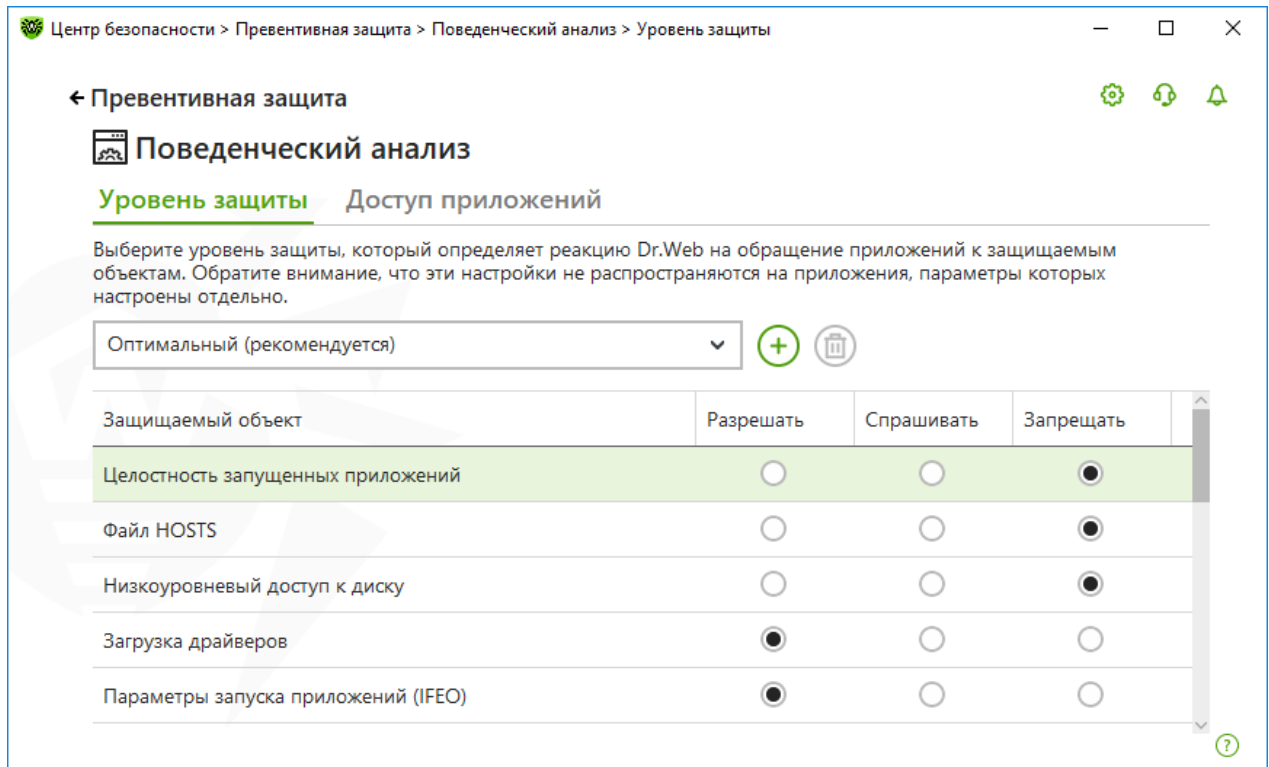 Центр безопасности > Превентивная защита > Поведенческий анализ > Уровень защиты
Превентивная защита
Поведенческий анализ
Уровень защиты Доступ приложений
Выберите уровень защиты, который определяет реакцию Dr.Web на обращение приложений к защищаемым
объектам. Обратите внимание, что эти настройки не распространяются на приложения, параметры которых
настроены отдельно.
Оптимальный (рекомендуется)
Защищаемый объект Разрешать Спрашивать Запрещать
Целостность запущенных приложений
Файл HOSTS
Низкоуровневый доступ к диску
Загрузка драйверов
Параметры запуска приложений (IFEO)